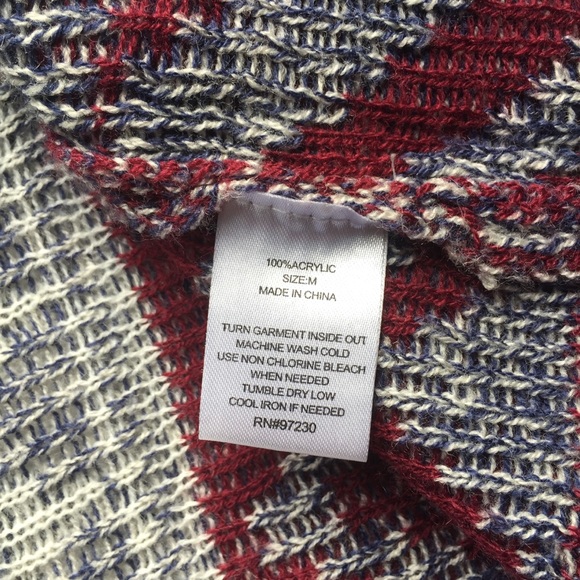 100%ACRYLIC
SIZE:M
MADE IN CHINA
TURN GARMENT INSIDE OUT
MACHINE WASH COLD
USE NON CHLORINE BLEACH
WHEN NEEDED
TUMBLE DRY LOW
COOL IRON IF NEEDED
RN#97230